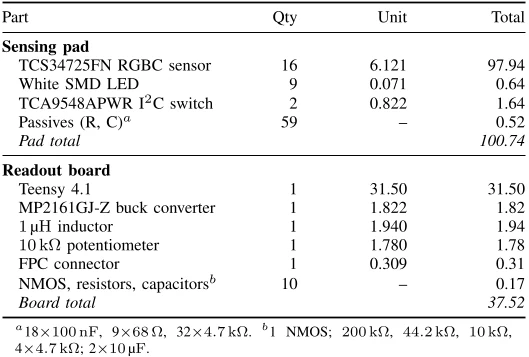 Part Qty Unit Total
Sensing pad
TCS34725FN RGBC sensor 16 6.121 97.94
White SMD LED 9 0.071 0.64
TCA9548APWR I²C switch 2 0.822 1.64
Passives (R, C)ᵃ 59 – 0.52
Pad total 100.74
Readout board
Teensy 4.1 1 31.50 31.50
MP2161GJ-Z buck converter 1 1.822 1.82
1 µH inductor 1 1.940 1.94
10 kΩ potentiometer 1 1.780 1.78
FPC connector 1 0.309 0.31
NMOS, resistors, capacitorsᵇ 10 – 0.17
Board total 37.52
ᵃ18×100 nF, 9×68 Ω, 32×4.7 kΩ. ᵇ1 NMOS; 200 kΩ, 44.2 kΩ, 10 kΩ,
4×4.7 kΩ; 2×10 µF.